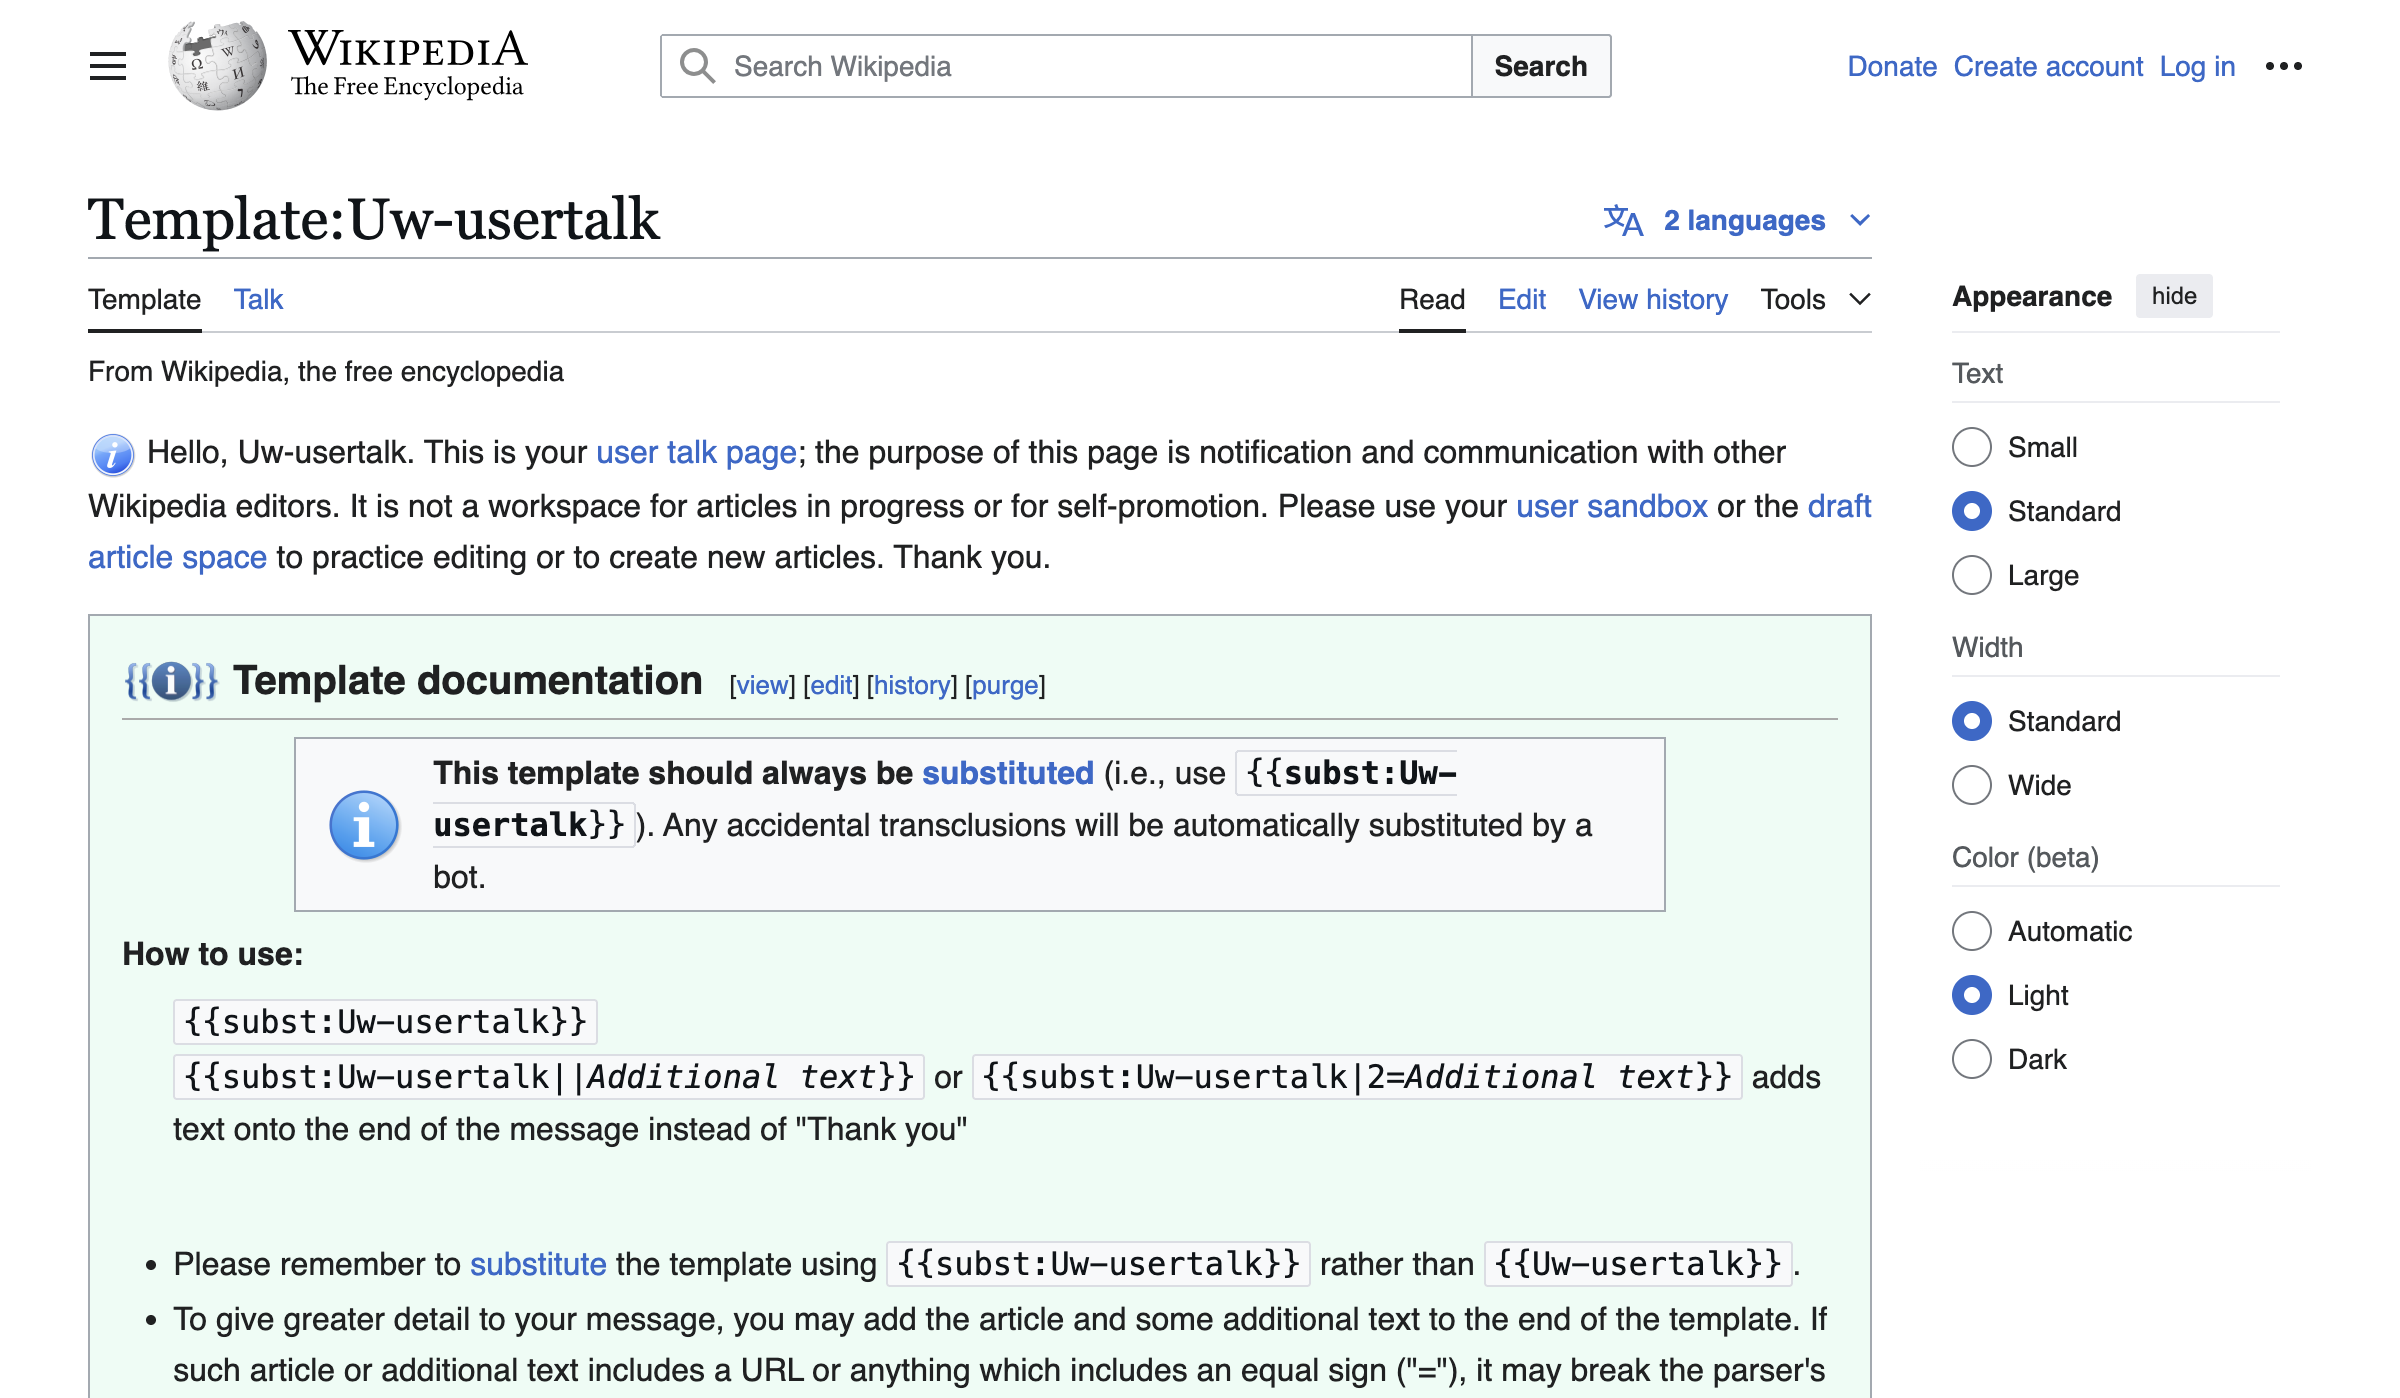 WIKIPEDIA
The Free Encyclopedia
Search Wikipedia
Search
Donate Create account Log in
Template:Uw-usertalk
2 languages
Template Talk
Read Edit View history Tools
From Wikipedia, the free encyclopedia
Hello, Uw-usertalk. This is your user talk page; the purpose of this page is notification and communication with other
Wikipedia editors. It is not a workspace for articles in progress or for self-promotion. Please use your user sandbox or the draft
article space to practice editing or to create new articles. Thank you.
{{i}} Template documentation [view] [edit] [history] [purge]
This template should always be substituted (i.e., use {{subst:Uw-
usertalk}}). Any accidental transclusions will be automatically substituted by a
bot.
How to use:
{{subst:Uw-usertalk}}
{{subst:Uw-usertalk||Additional text}} or {{subst:Uw-usertalk|2=Additional text}} adds
text onto the end of the message instead of "Thank you"
• Please remember to substitute the template using {{subst:Uw-usertalk}} rather than {{Uw-usertalk}}.
• To give greater detail to your message, you may add the article and some additional text to the end of the template. If
such article or additional text includes a URL or anything which includes an equal sign ("="), it may break the parser's
Appearance hide
Text
Small
Standard
Large
Width
Standard
Wide
Color (beta)
Automatic
Light
Dark